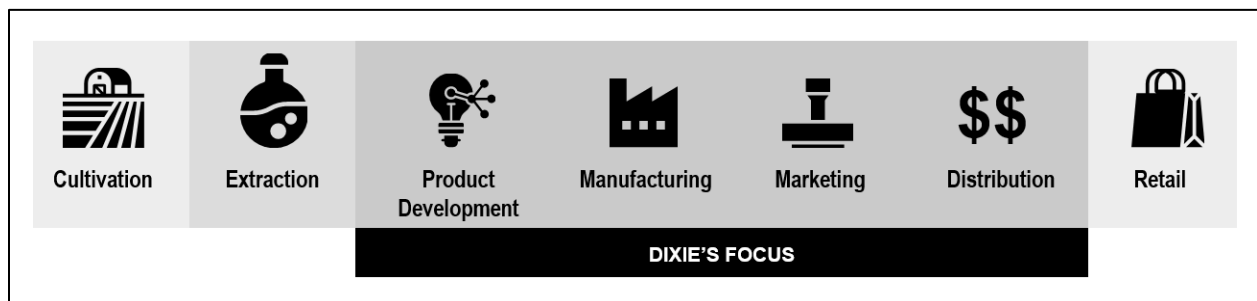 $$
Cultivation
Extraction
Product
Development
Manufacturing
Marketing
Distribution
Retail
DIXIE'S FOCUS